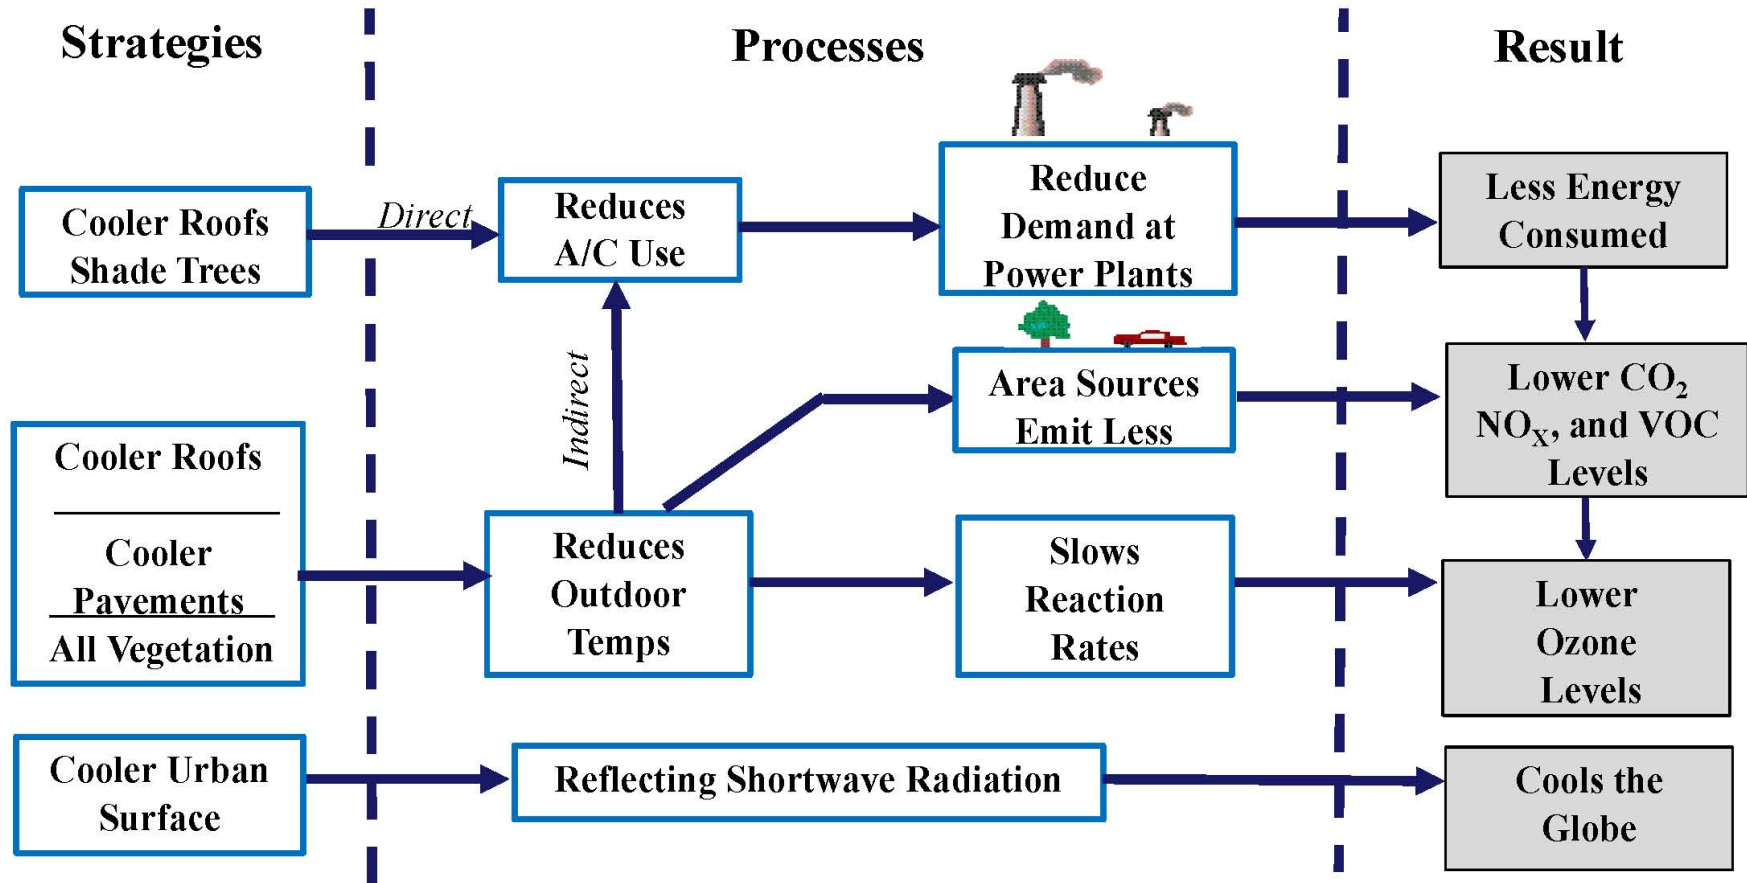 Strategies
Processes
Result
Cooler Roofs
Shade Trees
Direct
Reduces
A/C Use
Reduce
Demand at
Power Plants
Less Energy
Consumed
Indirect
Area Sources
Emit Less
Lower CO₂
NOₓ, and VOC
Levels
Cooler Roofs
Cooler
Pavements
All Vegetation
Reduces
Outdoor
Temps
Slows
Reaction
Rates
Lower
Ozone
Levels
Cooler Urban
Surface
Reflecting Shortwave Radiation
Cools the
Globe